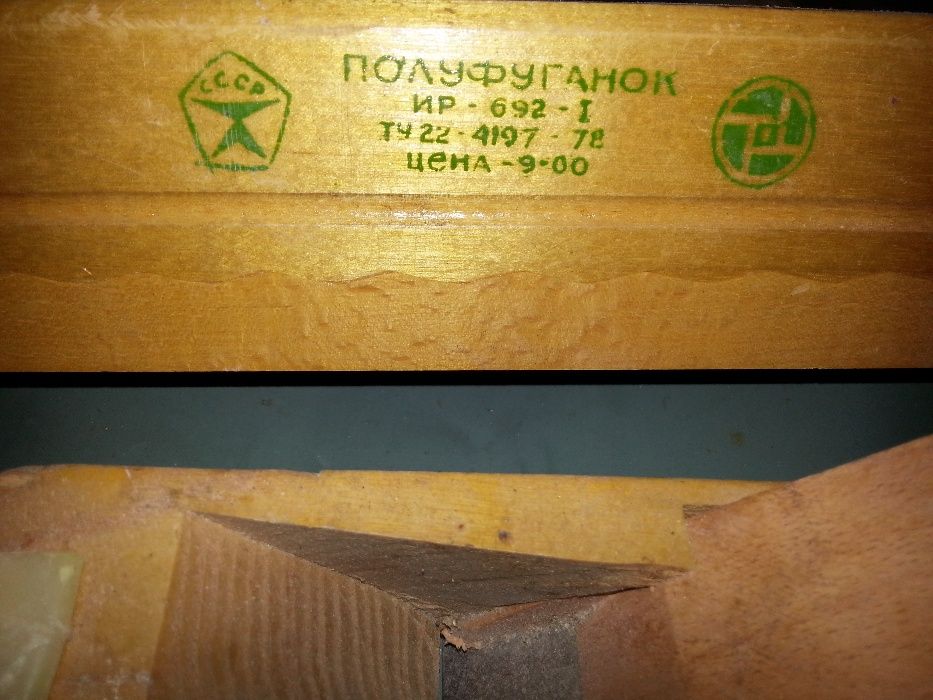 СССР
ПОЛУФУГАНОК
ИР-692-I
ТУ 22-4197-78
ЦЕНА-9-00